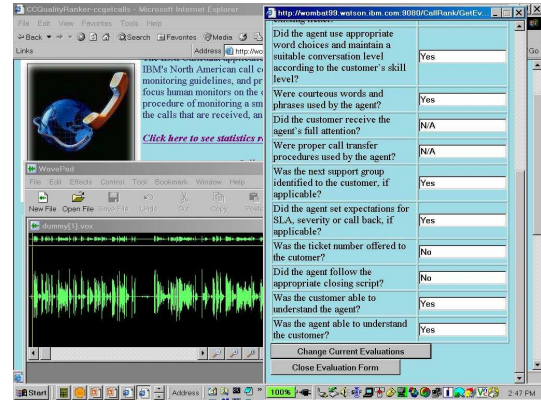 CCQualityRanker-ccgetcalls - Microsoft Internet Explorer
File Edit View Favorites Tools Help
Back
Search Favorites Media
Links
Address http://wo
IBM's North American call c
monitoring guidelines, and pr
focus human monitors on the
procedure of monitoring a sm
the calls that are received, an
Click here to see statistics r
WavePad
File Edit Effects Control Tool Bookmark Window Help
New File Open File Save File Undo Cut Copy
dummy[1].vox
http://wombat99.watson.ibm.com:9080/CallRank/GetEv...
Go
Did the agent use appropriate
word choices and maintain a
suitable conversation level
according to the customer's skill
level?
Yes
Were courteous words and
phrases used by the agent?
Yes
Did the customer receive the
agent's full attention?
N/A
Were proper call transfer
procedures used by the agent?
N/A
Was the next support group
identified to the customer, if
applicable?
Yes
Did the agent set expectations for
SLA, severity or call back, if
applicable?
Yes
Was the ticket number offered to
the cutomer?
No
Did the agent follow the
appropriate closing script?
No
Was the customer able to
understand the agent?
Yes
Was the agent able to understand
the customer?
Yes
Change Current Evaluations
Close Evaluation Form
Start
Address
100%
2:47 PM